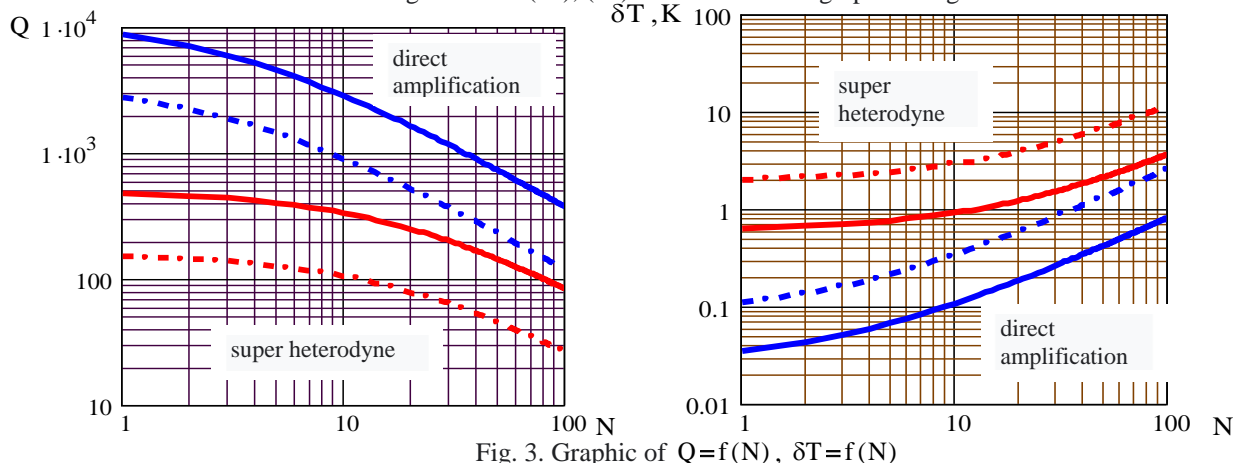 Q
1·10⁴
1·10³
100
10
1
10
100
N
direct
amplification
super heterodyne
δT, K
100
10
1
0.1
0.01
1
10
100
N
super
heterodyne
direct
amplification
Fig. 3. Graphic of Q=f(N), δT=f(N)